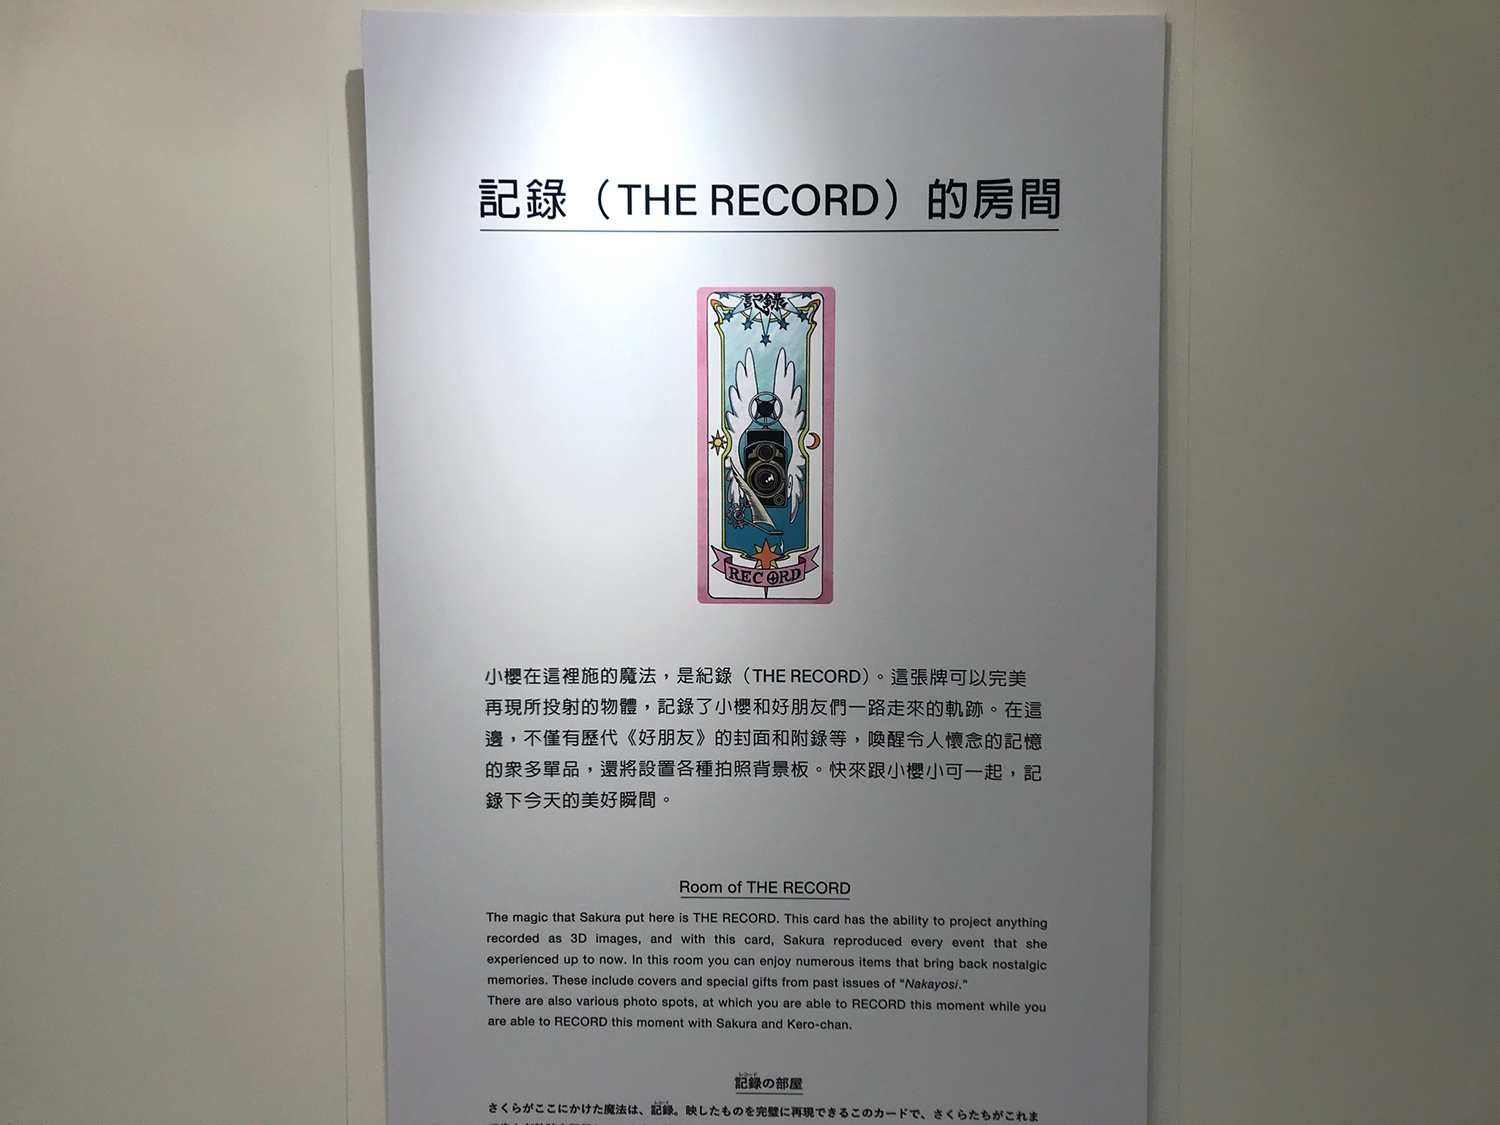 記錄（THE RECORD）的房間
記錄
RECORD
小櫻在這裡施的魔法，是紀錄（THE RECORD）。這張牌可以完美
再現所投射的物體，記錄了小櫻和好朋友們一路走來的軌跡。在這
邊，不僅有歷代《好朋友》的封面和附錄等，喚醒令人懷念的記憶
的眾多單品，還將設置各種拍照背景板。快來跟小櫻小可一起，記
錄下今天的美好瞬間。
Room of THE RECORD
The magic that Sakura put here is THE RECORD. This card has the ability to project anything
recorded as 3D images, and with this card, Sakura reproduced every event that she
experienced up to now. In this room you can enjoy numerous items that bring back nostalgic
memories. These include covers and special gifts from past issues of “Nakayosi.”
There are also various photo spots, at which you are able to RECORD this moment while you
are able to RECORD this moment with Sakura and Kero-chan.
レコード
記録の部屋
レコード
さくらがここにかけた魔法は、記録。映したものを完璧に再現できるこのカードで、さくらたちがこれま